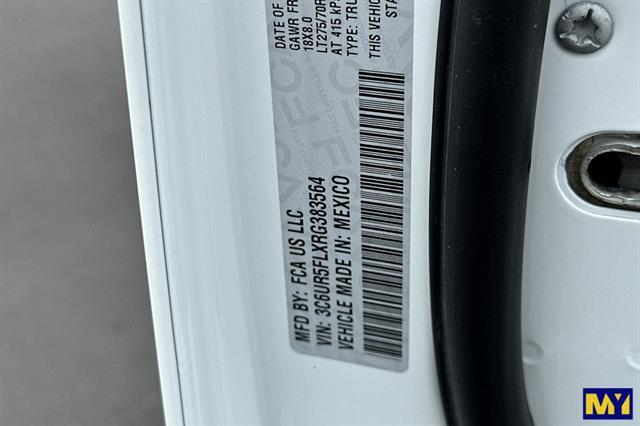 DATE OF
GAWR FR
18X8.0
LT275/70R
AT 415 kP
TYPE: TRU
THIS VEHIC
STA
MFD BY: FCA US LLC
VIN: 3C6UR5FLXRG383564
VEHICLE MADE IN: MEXICO
MY